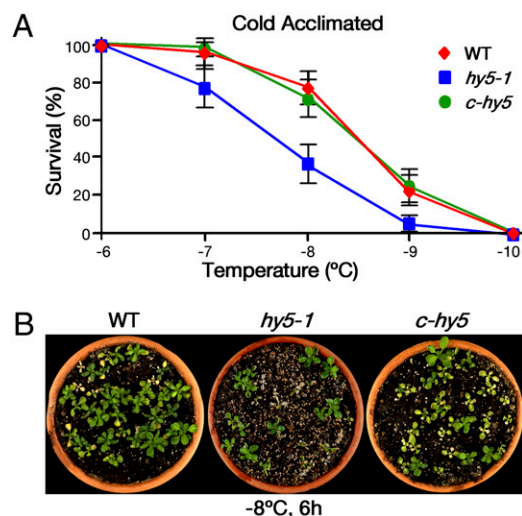 A
Cold Acclimated
100
80
60
40
20
0
Survival (%)
WT
hy5-1
c-hy5
-6
-7
-8
-9
-10
Temperature (ºC)
B
WT
hy5-1
c-hy5
-8ºC, 6h